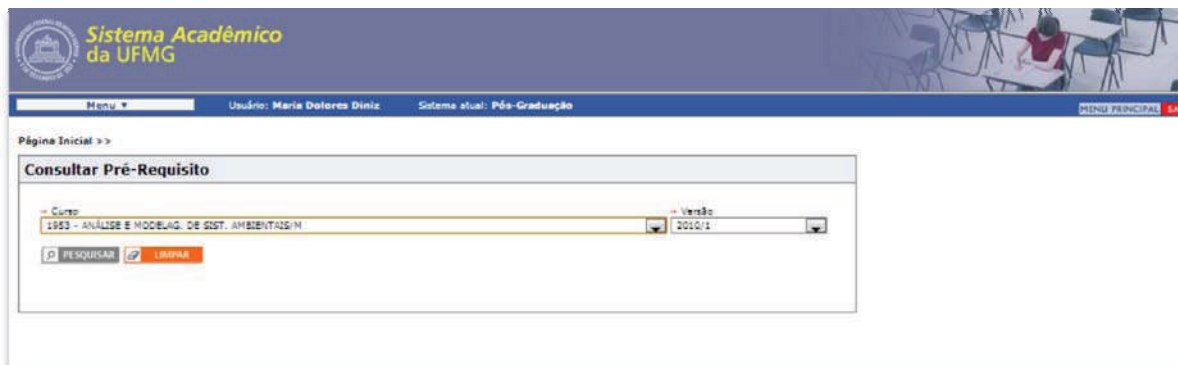 Sistema Acadêmico
da UFMG
Menu ▼ Usuário: Maria Dolores Diniz Sistema atual: Pós-Graduação MENU PRINCIPAL SA
Página Inicial >>
Consultar Pré-Requisito
Curso Versão
1953 - ANÁLISE E MODELAG. DE SIST. AMBIENTAIS/M 2010/1
PESQUISAR LIMPAR